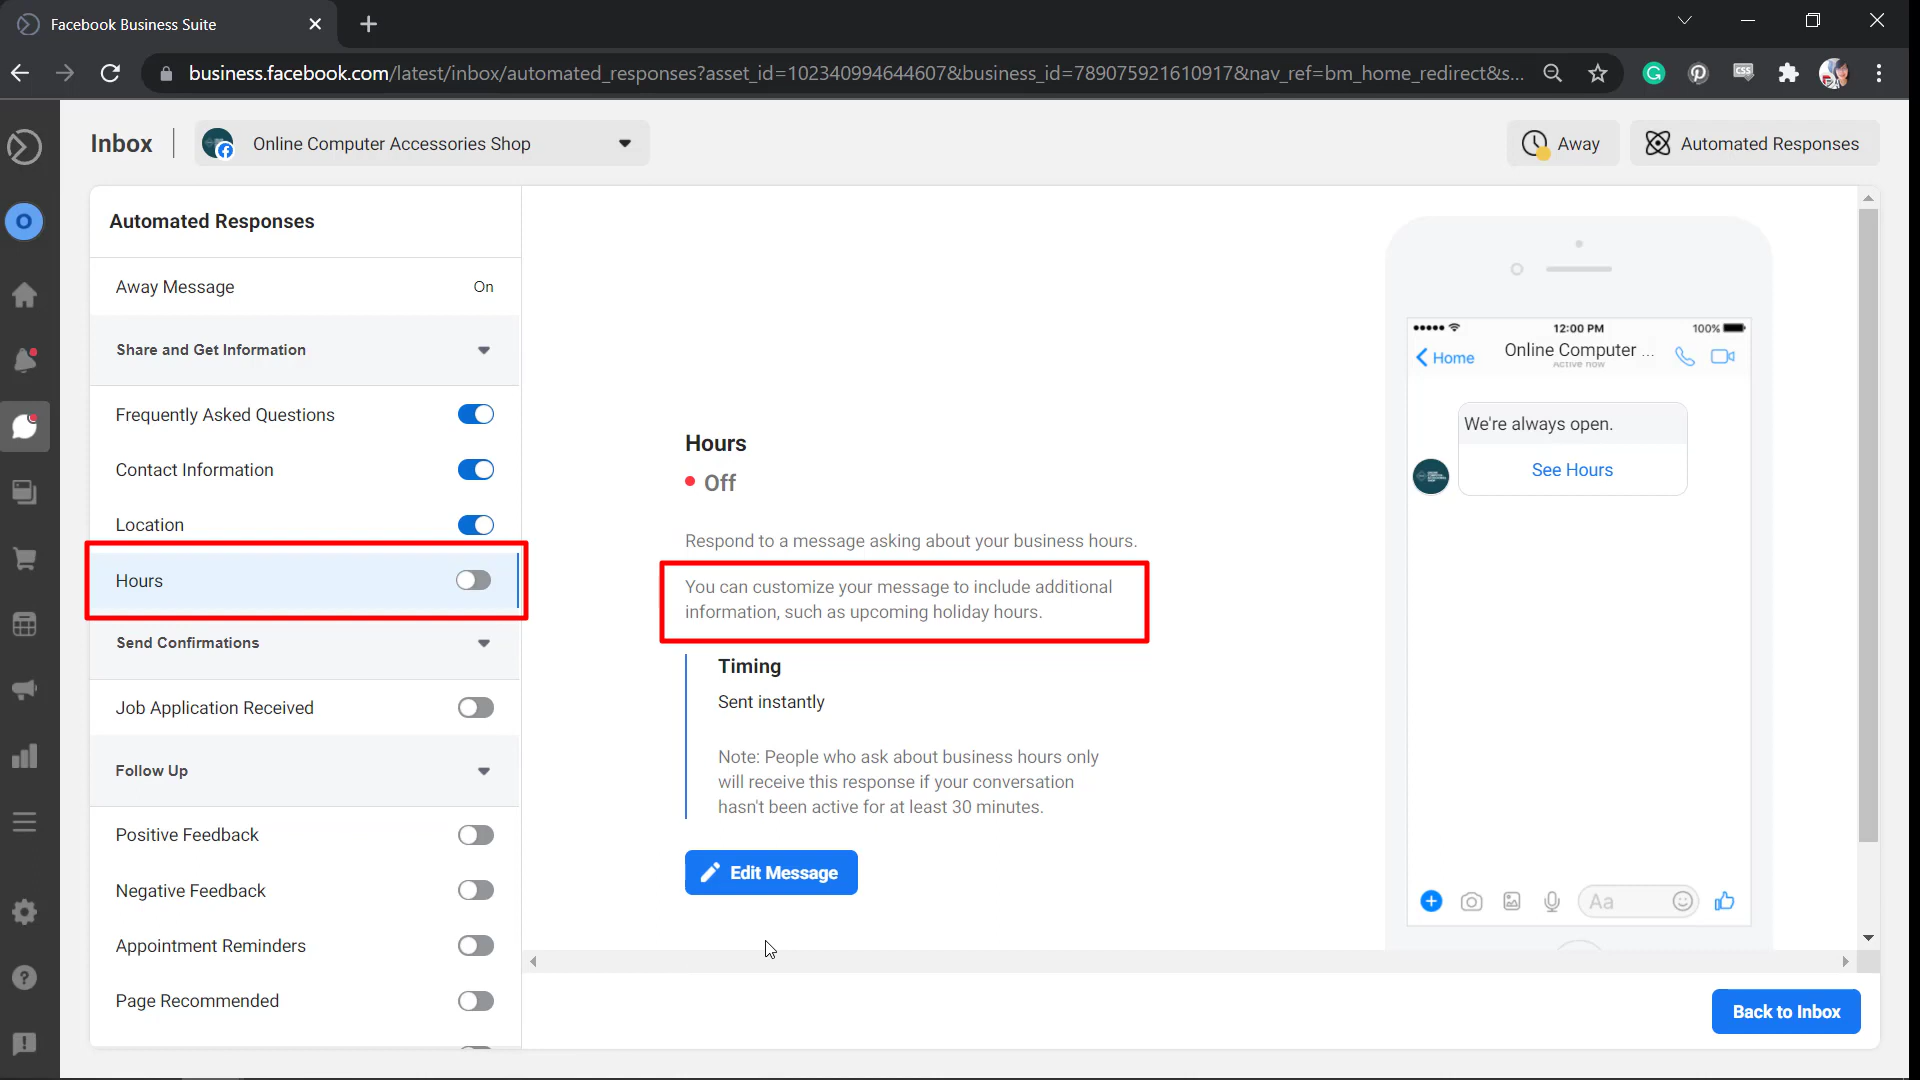 Facebook Business Suite
business.facebook.com/latest/inbox/automated_responses?asset_id=102340994644607&business_id=789075921610917&nav_ref=bm_home_redirect&s...
CSS
Inbox
Online Computer Accessories Shop
Away
Automated Responses
O
Automated Responses
Away Message
On
Share and Get Information
Frequently Asked Questions
Contact Information
Location
Hours
Send Confirmations
Job Application Received
Follow Up
Positive Feedback
Negative Feedback
Appointment Reminders
Page Recommended
Hours
Off
Respond to a message asking about your business hours.
You can customize your message to include additional
information, such as upcoming holiday hours.
Timing
Sent instantly
Note: People who ask about business hours only
will receive this response if your conversation
hasn't been active for at least 30 minutes.
Edit Message
12:00 PM
100%
Home
Online Computer ...
Active now
We're always open.
See Hours
Aa
Back to Inbox